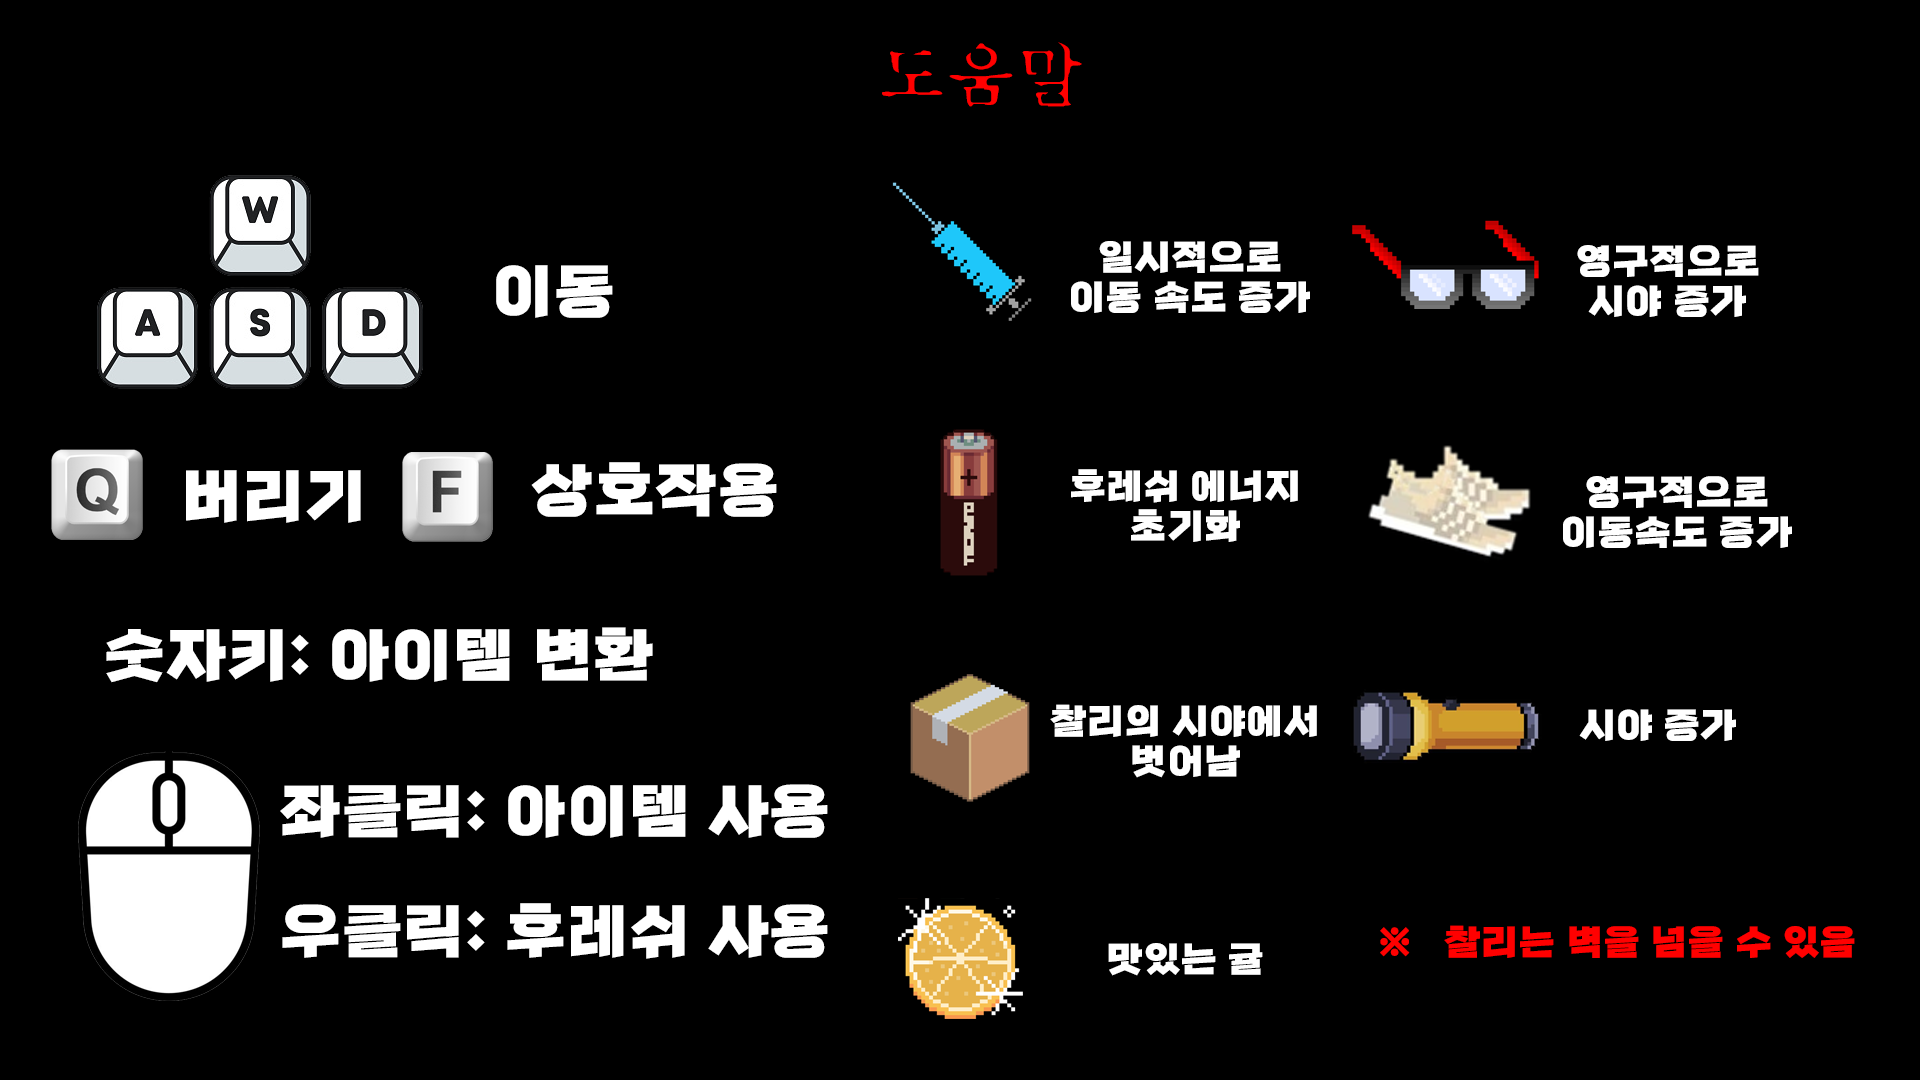 도움말
W
A S D
이동
Q 버리기 F 상호작용
숫자키: 아이템 변환
좌클릭: 아이템 사용
우클릭: 후레쉬 사용
일시적으로
이동 속도 증가
영구적으로
시야 증가
후레쉬 에너지
초기화
영구적으로
이동속도 증가
찰리의 시야에서
벗어남
시야 증가
맛있는 귤
※ 찰리는 벽을 넘을 수 있음